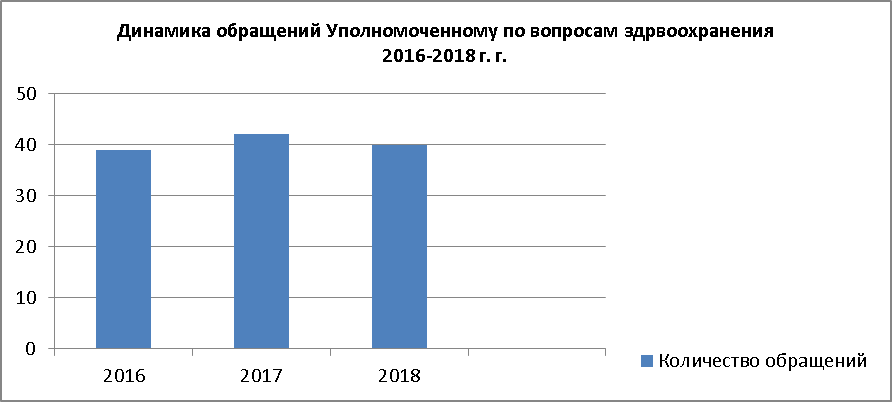 Динамика обращений Уполномоченному по вопросам здрвоохранения
2016-2018 г. г.
50
40
30
20
10
0
2016 2017 2018
Количество обращений